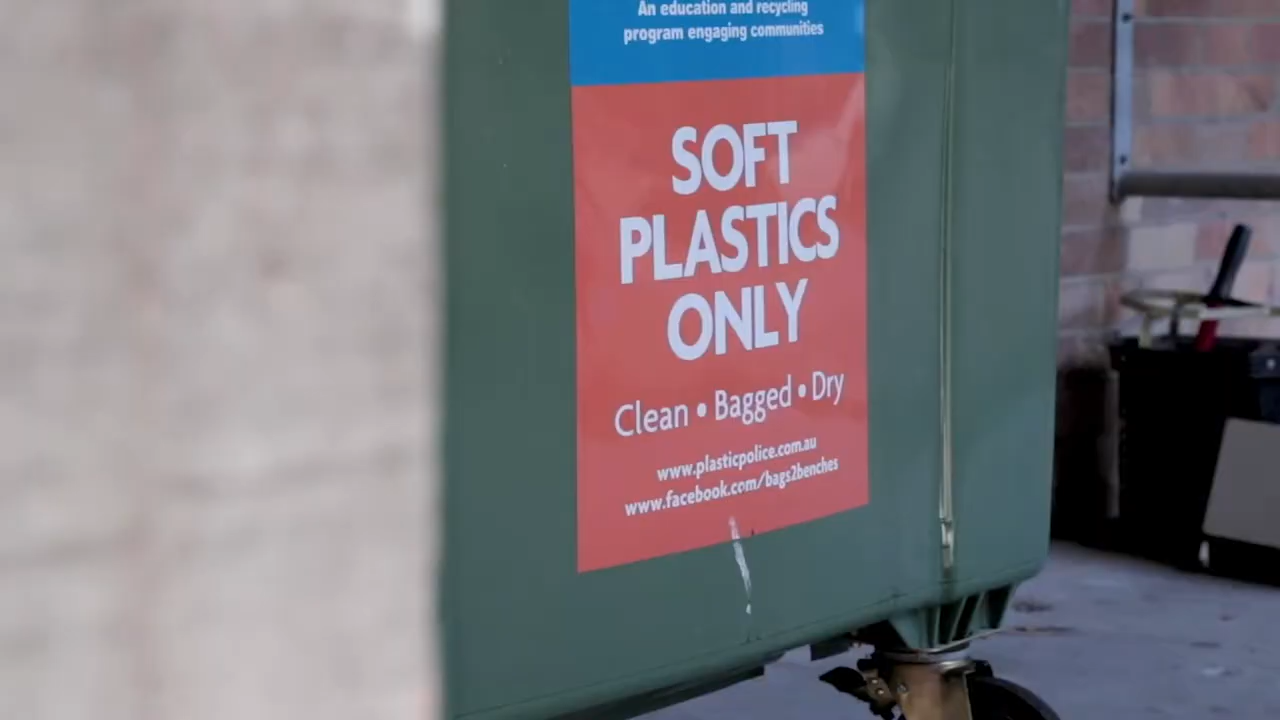 An education and recycling
program engaging communities
SOFT
PLASTICS
ONLY
Clean • Bagged • Dry
www.plasticpolice.com.au
www.facebook.com/bags2benches